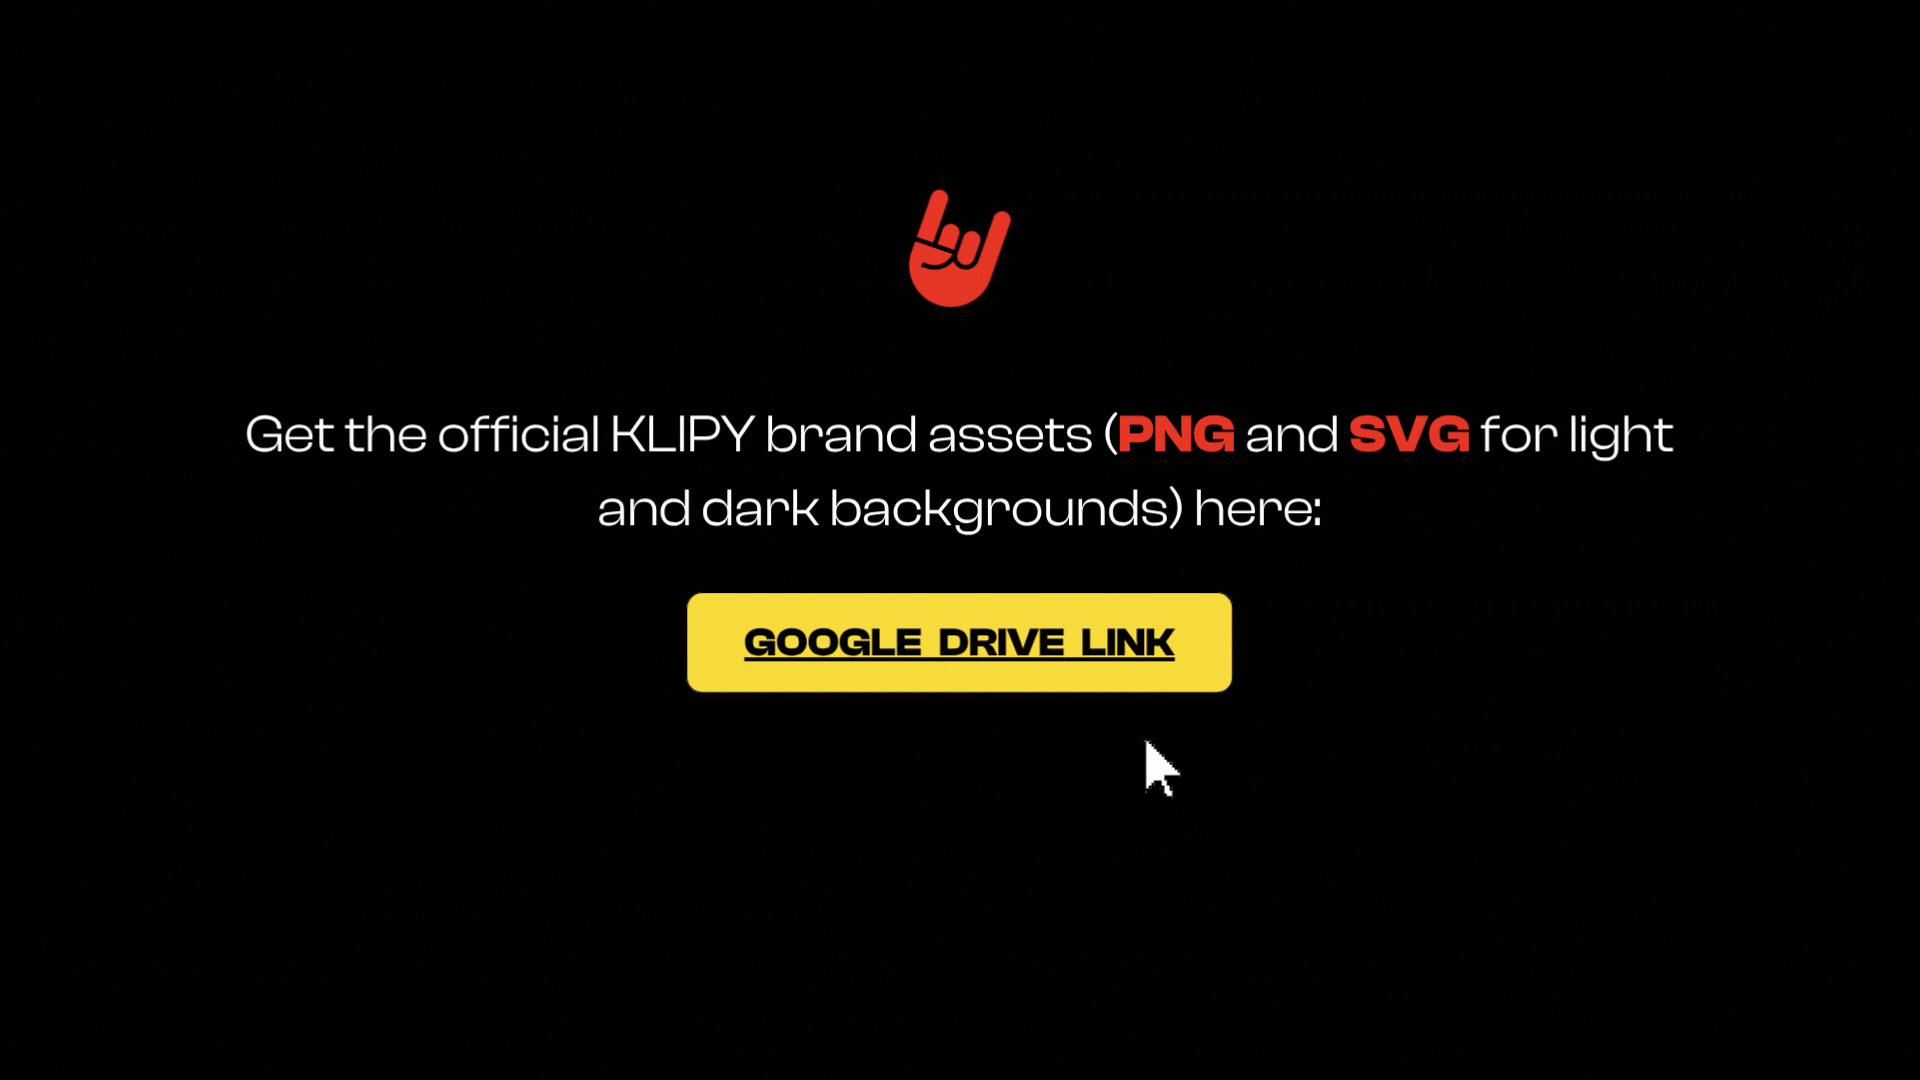 Get the official KLIPY brand assets (PNG and SVG for light
and dark backgrounds) here:
GOOGLE DRIVE LINK